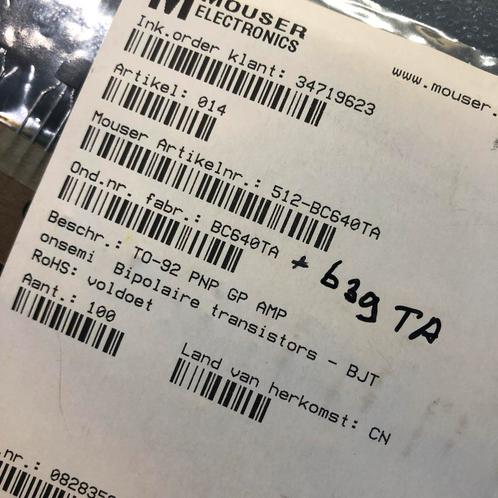 MOUSER
ELECTRONICS
www.mouser.
Ink.order klant: 34719623
Artikel: 014
Mouser Artikelnr.: 512-BC640TA
Ond.nr. fabr.: BC640TA + 639 TA
Beschr.: TO-92 PNP GP AMP
onsemi Bipolaire transistors - BJT
RoHS: voldoet
Aant.: 100
Land van herkomst: CN
.nr.: 0828358